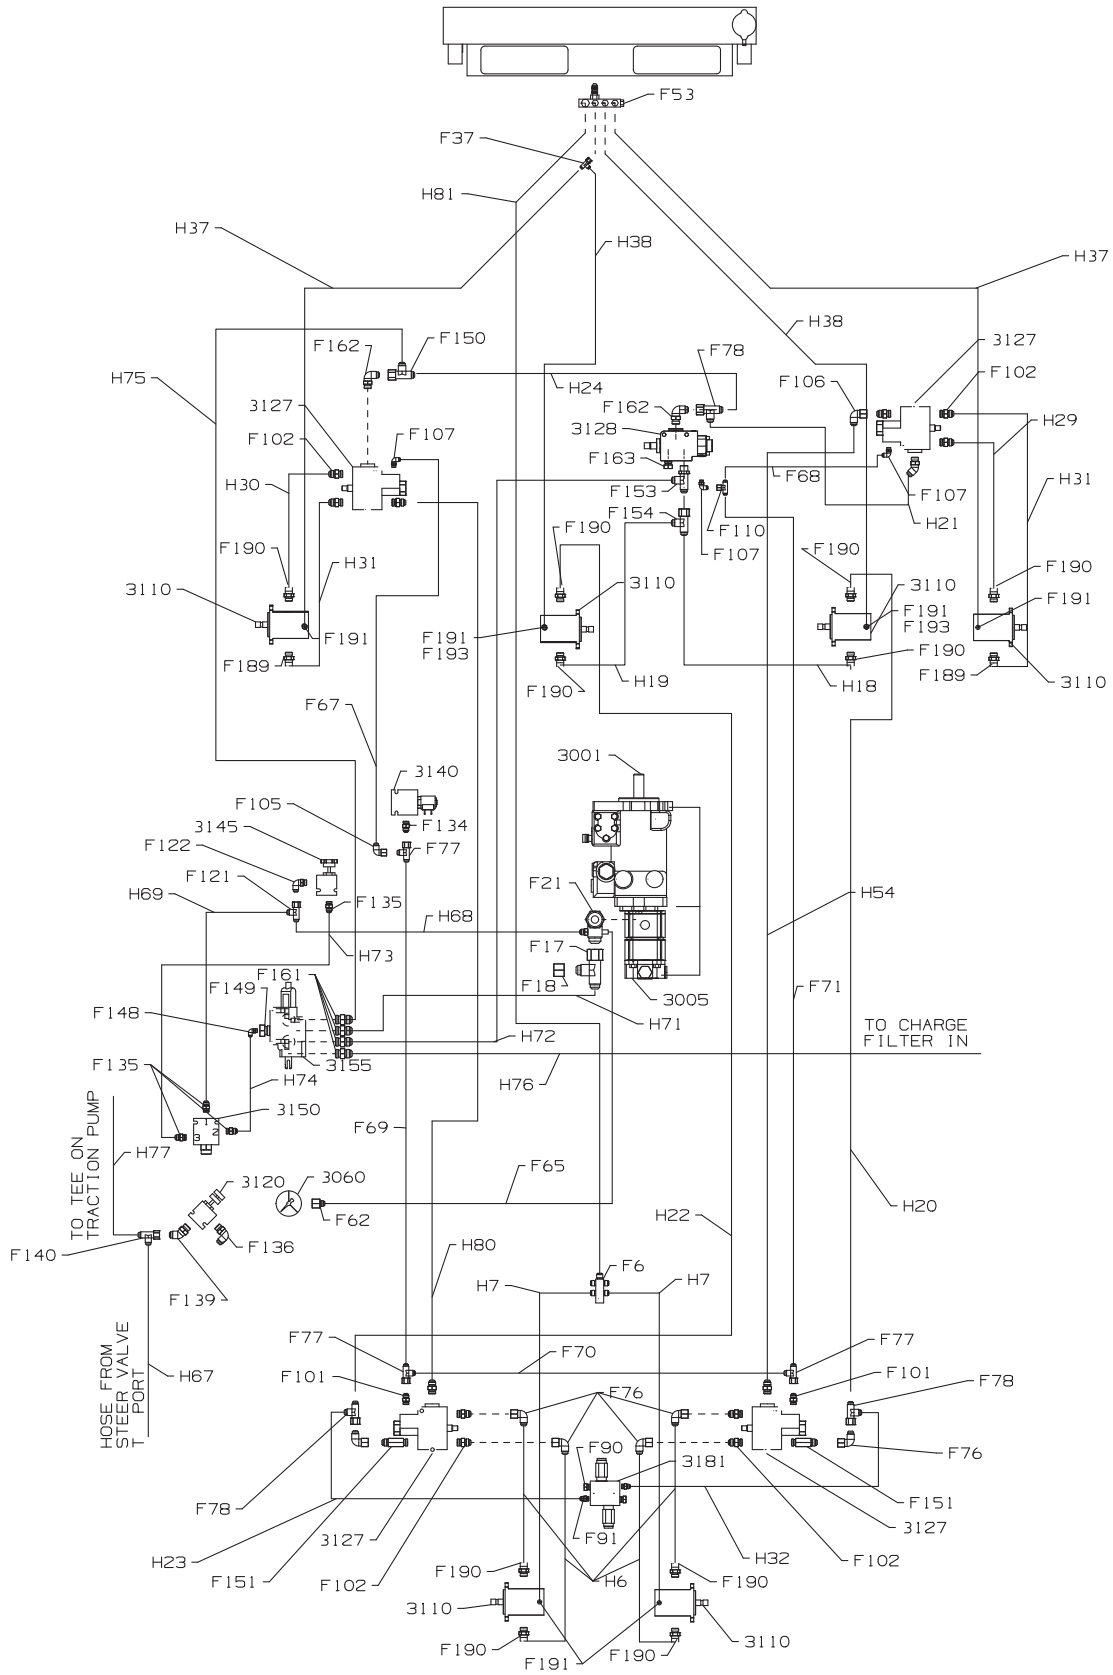 F53
F37
H81
H37
H38
H37
H38
F162
F150
F78
3127
H75
H24
F106
F102
3127
F162
F102
F107
3128
H29
H30
F163
F68
F153
F107
H31
F154
F110
H21
F190
F190
F107
F190
H31
3110
F190
3110
3110
F191
F191
F193
F191
F191
F193
F190
F189
F190
H19
H18
F189
3110
F67
3001
3140
F105
3145
F134
F122
F77
F21
F121
H54
H69
F135
H68
H73
F17
F161
F18
F149
3005
F71
F148
H71
TO CHARGE
FILTER IN
H72
3155
F135
H74
H76
1
2
3
3150
F69
TO TEE ON
TRACTION PUMP
H77
F65
3120
3060
H20
F62
H22
F136
F140
H80
F6
H7
H7
F139
HOSE FROM
STEER VALVE
T PORT
F77
F77
F70
H67
F101
F101
F78
F76
F90
3181
F76
F78
F91
F151
3127
3127
H23
H32
F102
F151
F102
F190
H6
F190
3110
F190
F190
3110
F191